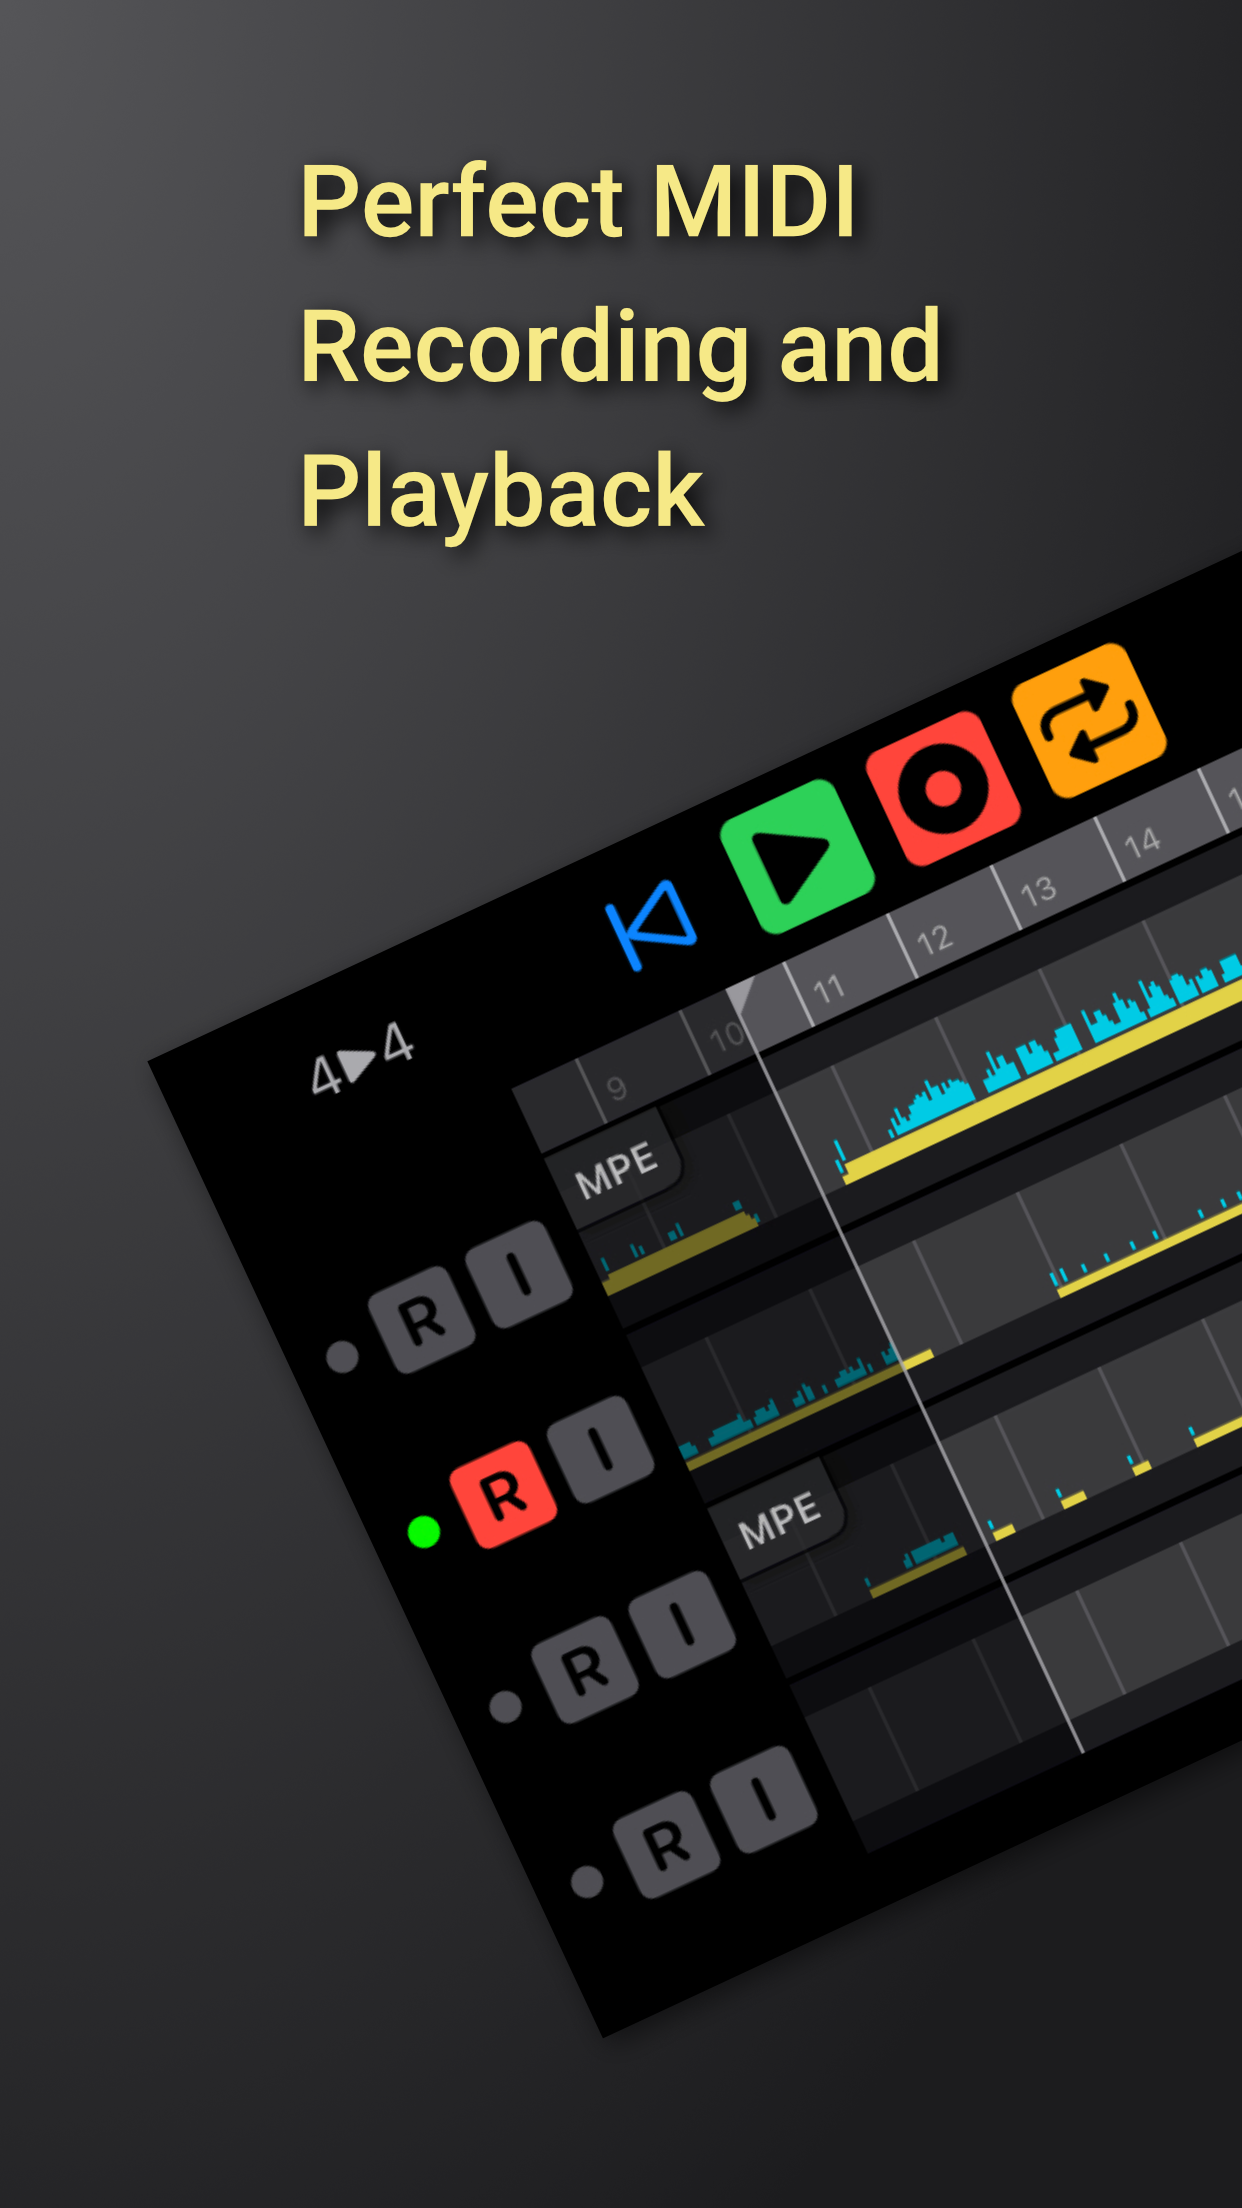 Perfect MIDI
Recording and
Playback
4▶4
9 10 11 12 13 14
MPE
R I
R I
MPE
R I
R I